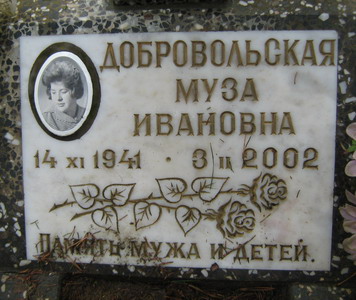 ДОБРОВОЛЬСКАЯ
МУЗА
ИВАНОВНА
14 XI 1941 · 3 II 2002
ПАМЯТЬ МУЖА И ДЕТЕЙ.